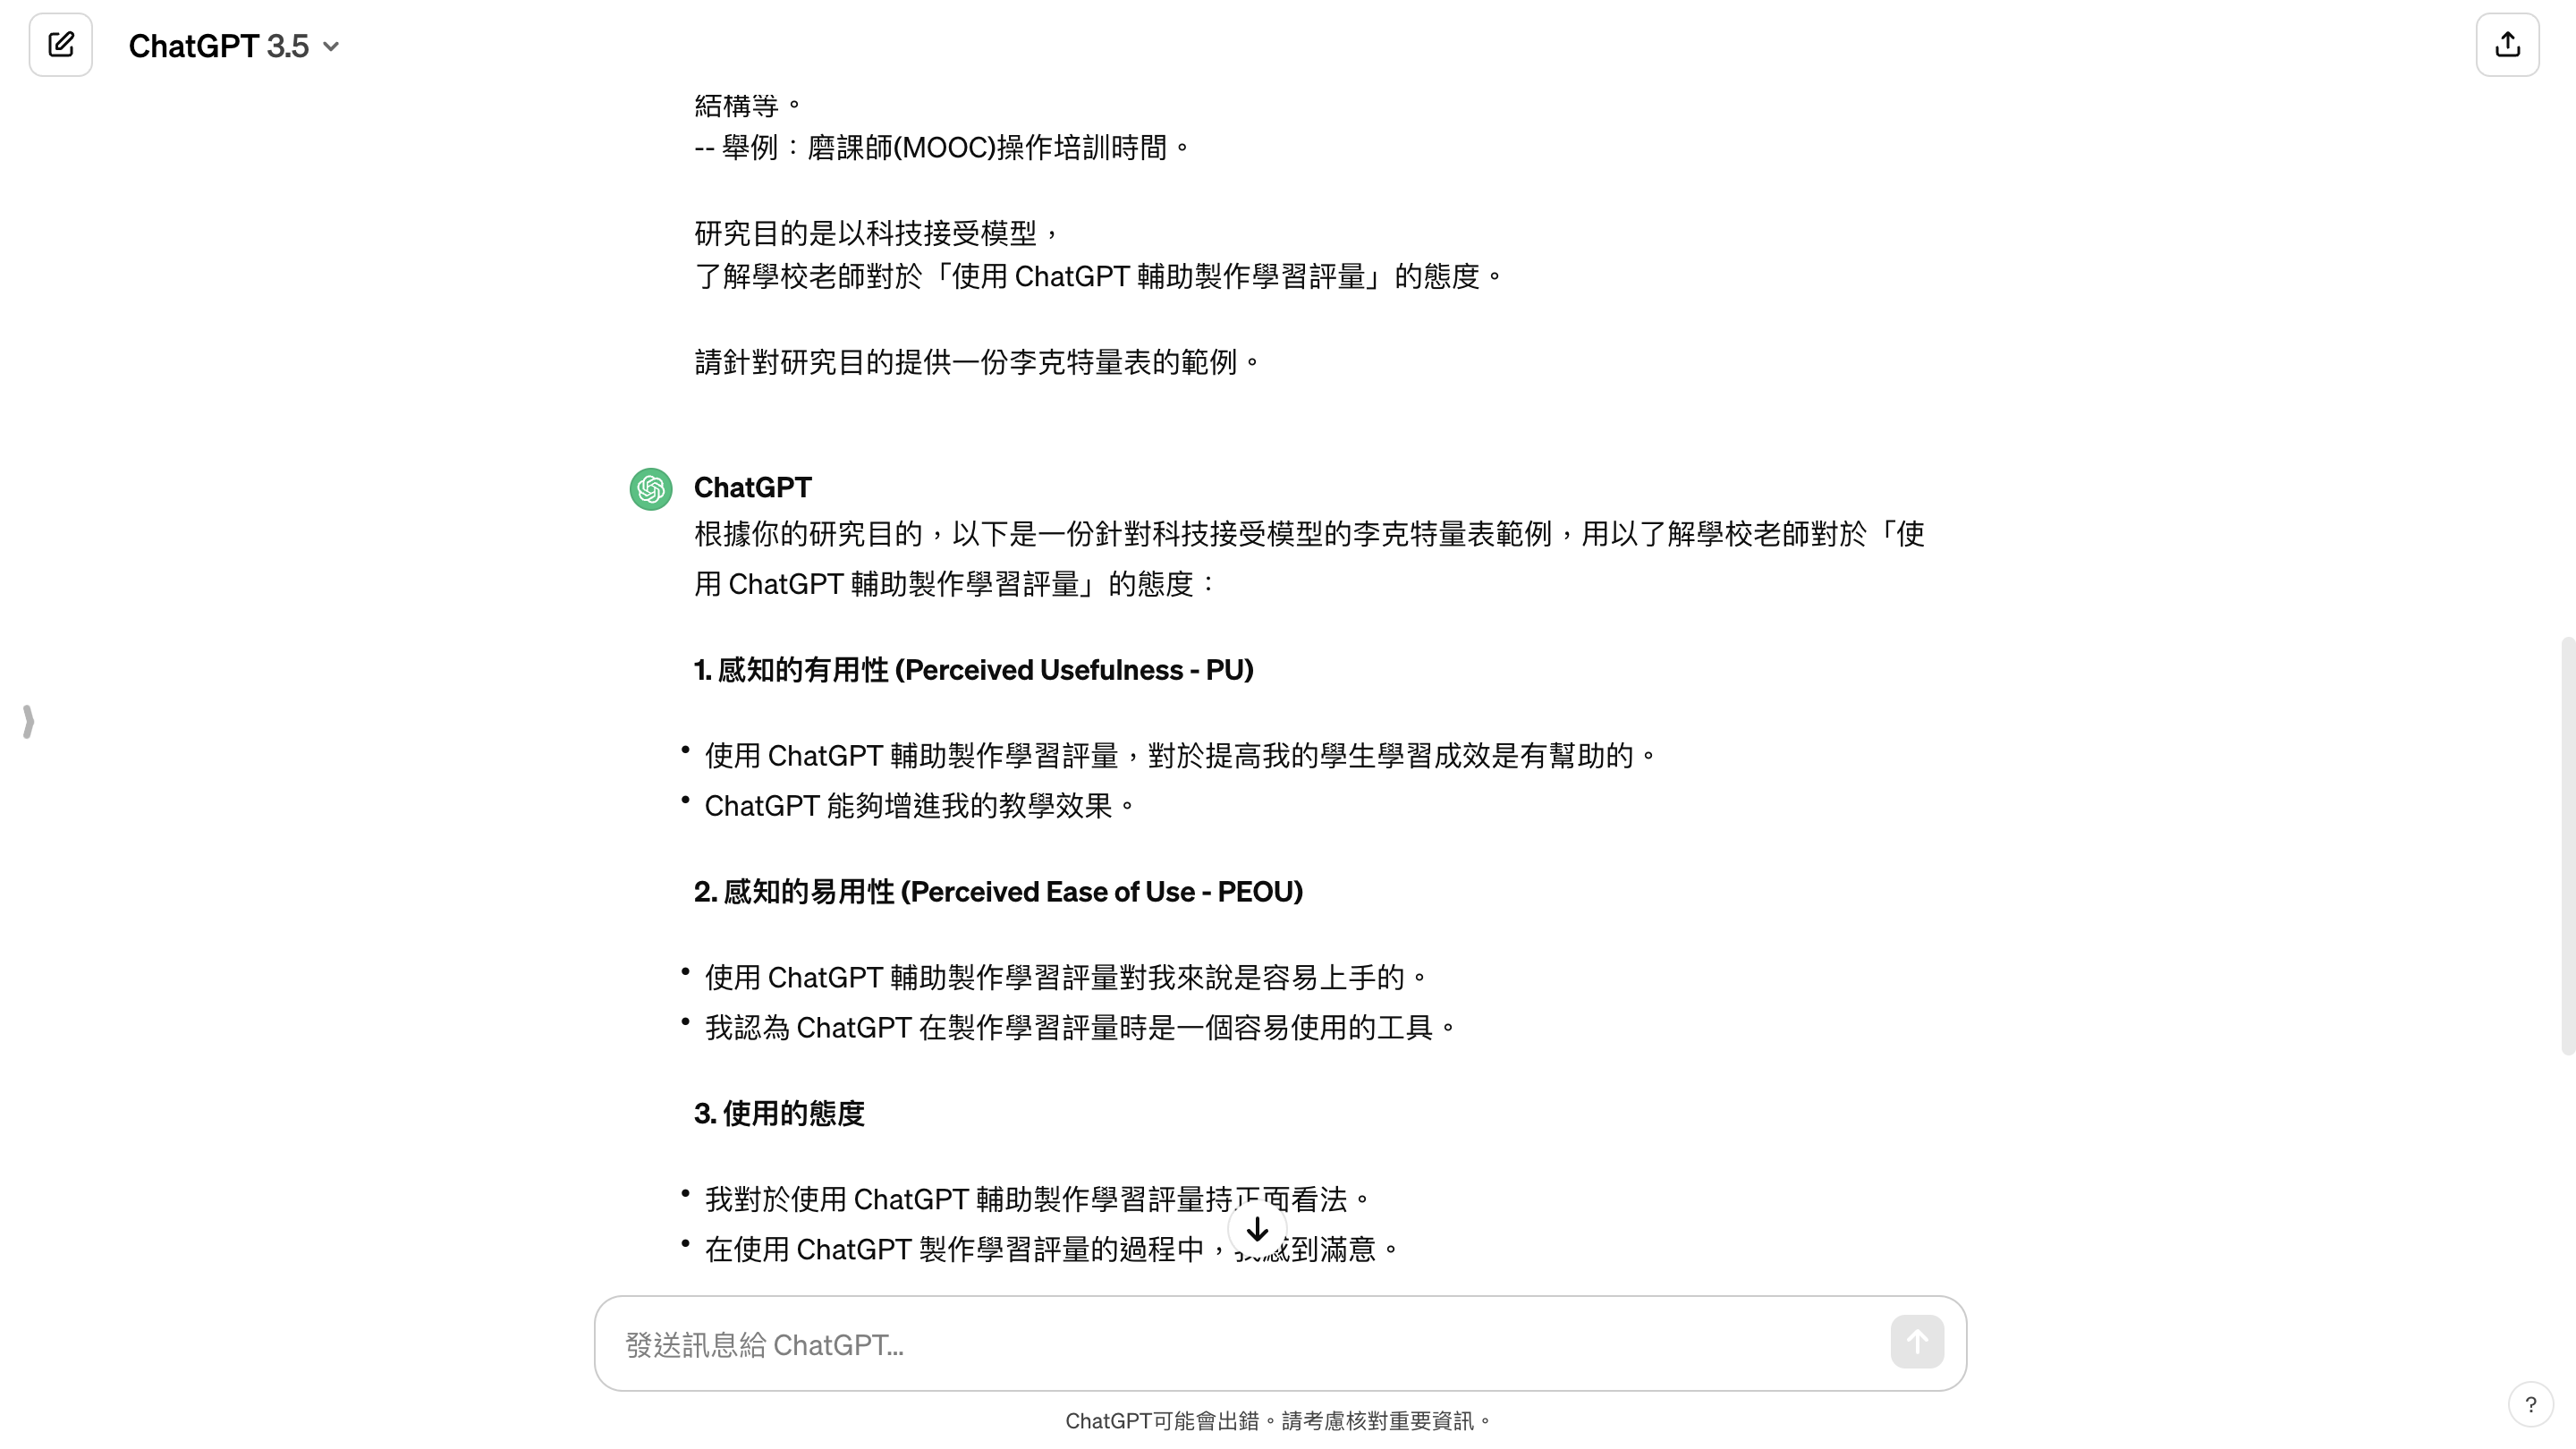 ChatGPT 3.5
結構等。
-- 舉例：磨課師(MOOC)操作培訓時間。
研究目的是以科技接受模型，
了解學校老師對於「使用 ChatGPT 輔助製作學習評量」的態度。
請針對研究目的提供一份李克特量表的範例。
ChatGPT
根據你的研究目的，以下是一份針對科技接受模型的李克特量表範例，用以了解學校老師對於「使
用 ChatGPT 輔助製作學習評量」的態度：
1. 感知的有用性 (Perceived Usefulness - PU)
• 使用 ChatGPT 輔助製作學習評量，對於提高我的學生學習成效是有幫助的。
• ChatGPT 能夠增進我的教學效果。
2. 感知的易用性 (Perceived Ease of Use - PEOU)
• 使用 ChatGPT 輔助製作學習評量對我來說是容易上手的。
• 我認為 ChatGPT 在製作學習評量時是一個容易使用的工具。
3. 使用的態度
• 我對於使用 ChatGPT 輔助製作學習評量持正面看法。
• 在使用 ChatGPT 製作學習評量的過程中，我感到滿意。
發送訊息給 ChatGPT...
ChatGPT可能會出錯。請考慮核對重要資訊。
?